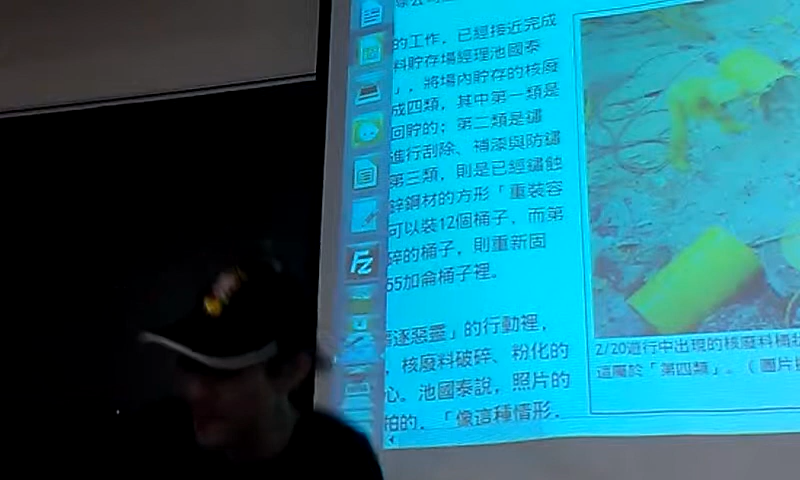 的工作，已經接近完成
料貯存場經理池國泰
」，將場內貯存的核廢
成四類，其中第一類是
回貯的；第二類是鏽
進行刮除、補漆與防鏽
第三類，則是已經鏽蝕
鋅鋼材的方形「重裝容
可以裝12個桶子，而第
碎的桶子，則重新固
55加侖桶子裡。
逐惡靈」的行動裡，
，核廢料破碎、粉化的
心。池國泰說，照片的
怕的，「像這種情形，
2/20遊行中出現的核廢料桶
這屬於「第四類」。（圖片